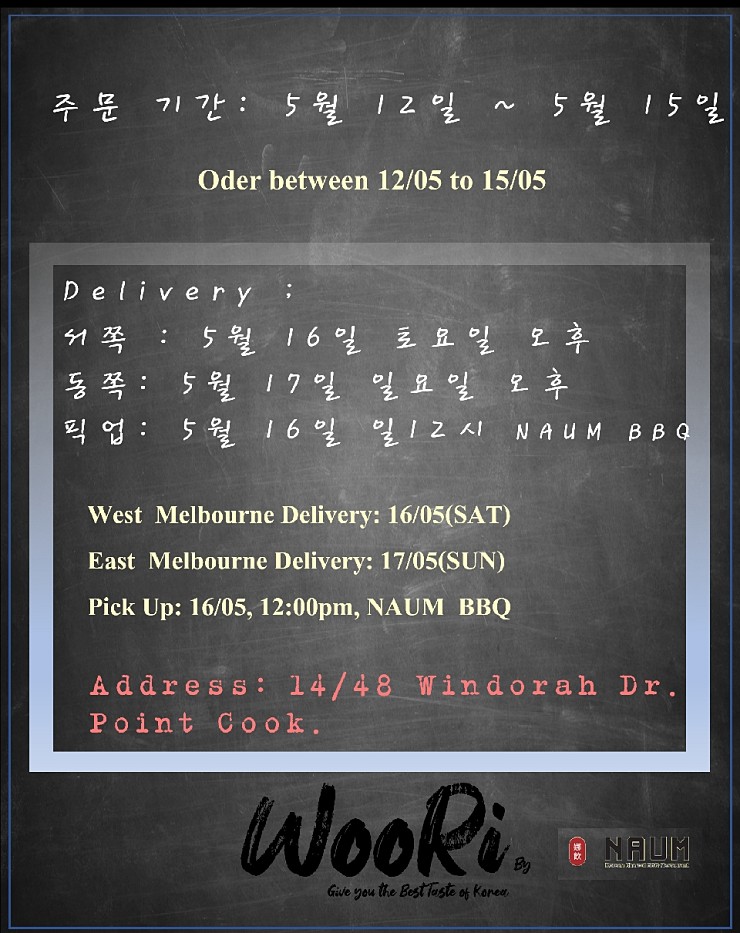 주문 기간: 5월 12일 ~ 5월 15일
Oder between 12/05 to 15/05
Delivery :
서쪽 : 5월 16일 토요일 오후
동쪽: 5월 17일 일요일 오후
픽업: 5월 16일 일12시 NAUM BBQ
West Melbourne Delivery: 16/05(SAT)
East Melbourne Delivery: 17/05(SUN)
Pick Up: 16/05, 12:00pm, NAUM BBQ
Address: 14/48 Windorah Dr.
Point Cook.
WooRi
By
NAUM
Give you the Best Taste of Korea